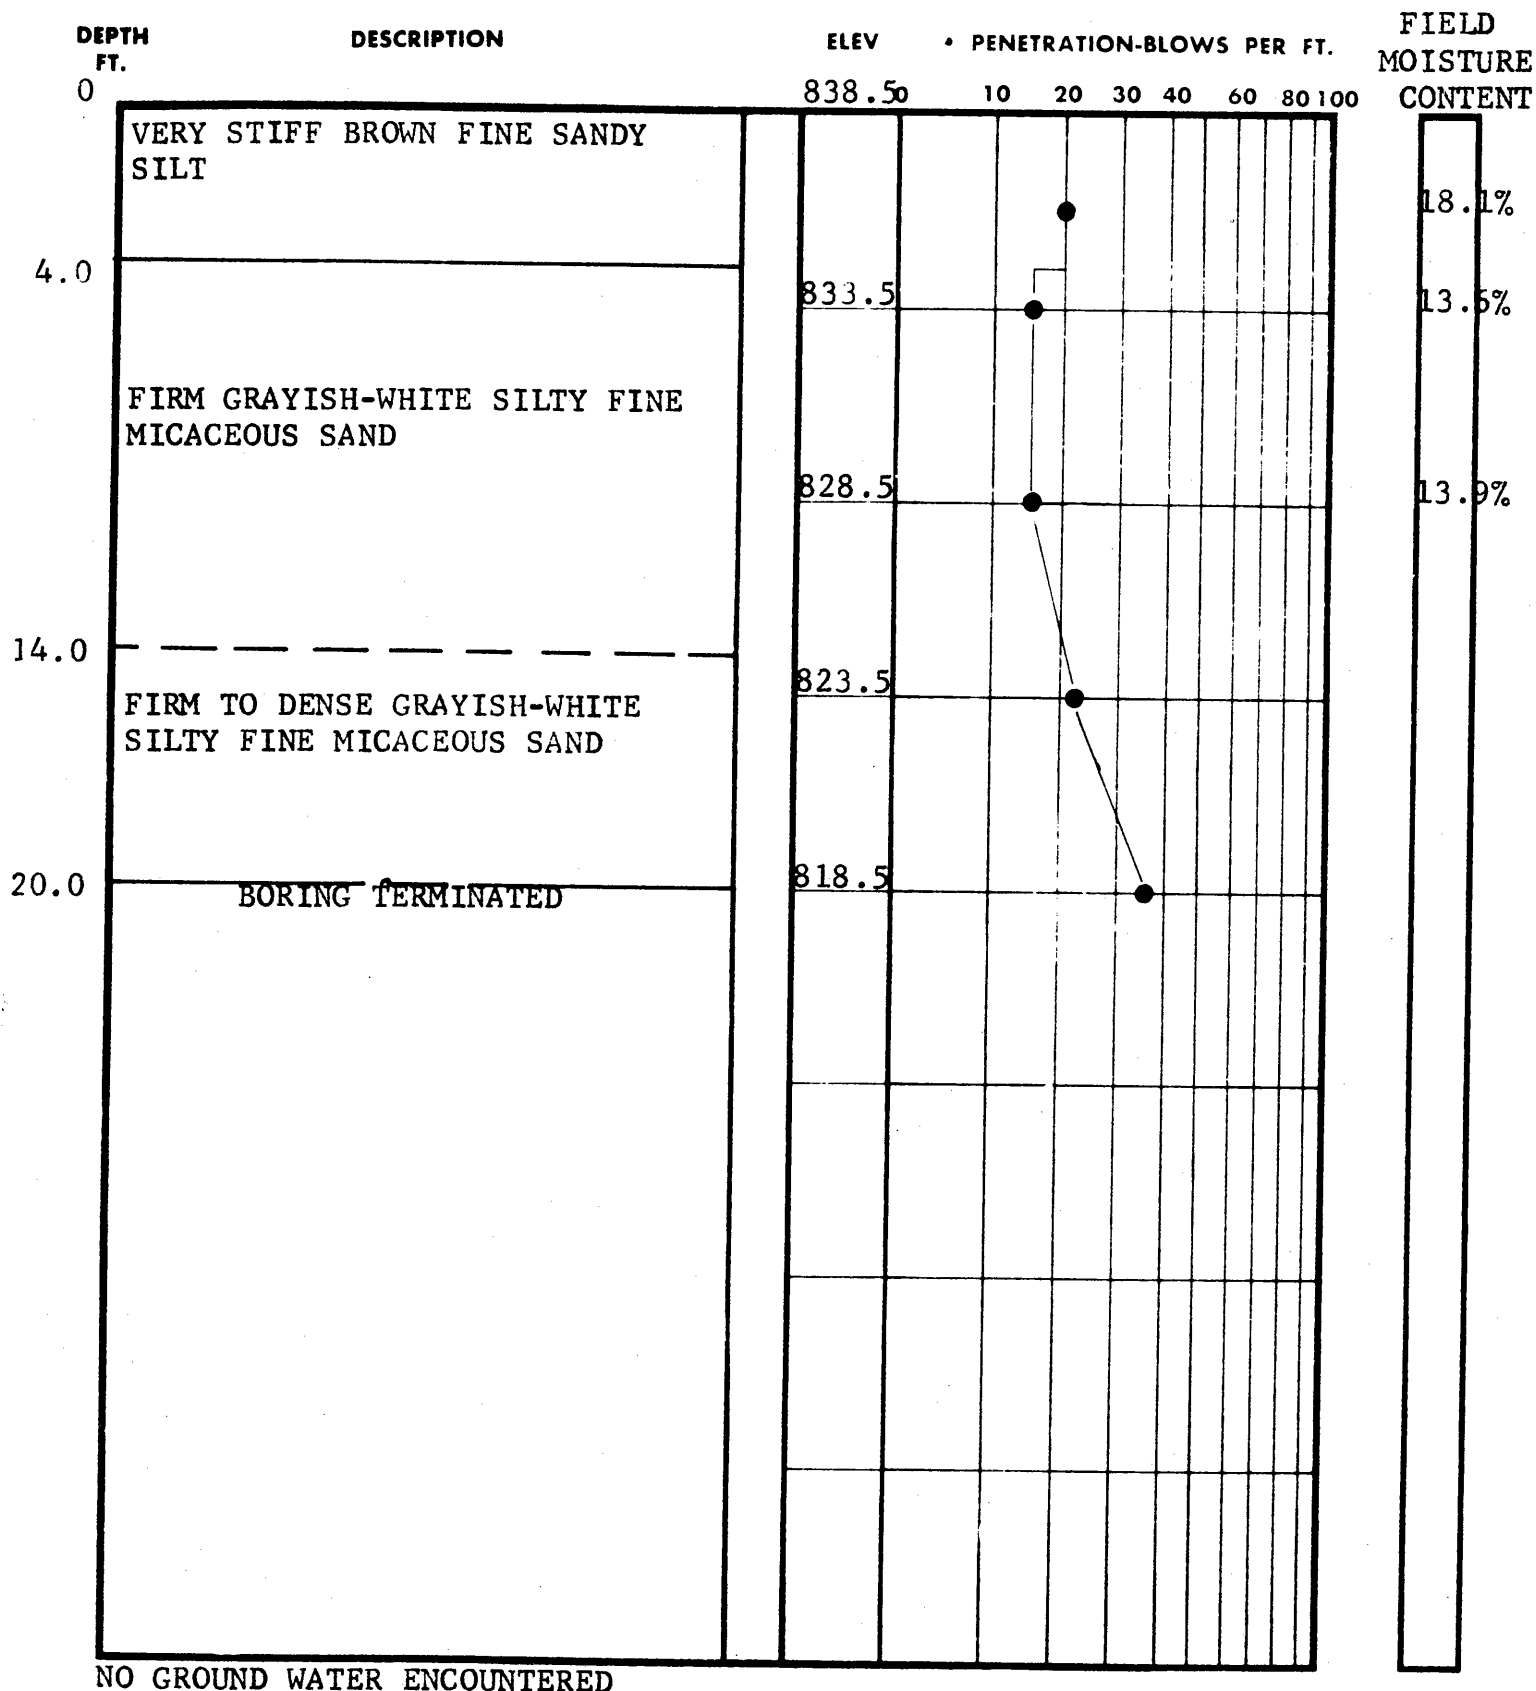 DEPTH FT.
DESCRIPTION
ELEV
• PENETRATION-BLOWS PER FT.
FIELD
MOISTURE
CONTENT
0
838.5
0 10 20 30 40 60 80 100
VERY STIFF BROWN FINE SANDY
SILT
18.1%
4.0
833.5
13.6%
FIRM GRAYISH-WHITE SILTY FINE
MICACEOUS SAND
828.5
13.9%
14.0
823.5
FIRM TO DENSE GRAYISH-WHITE
SILTY FINE MICACEOUS SAND
20.0
818.5
BORING TERMINATED
NO GROUND WATER ENCOUNTERED